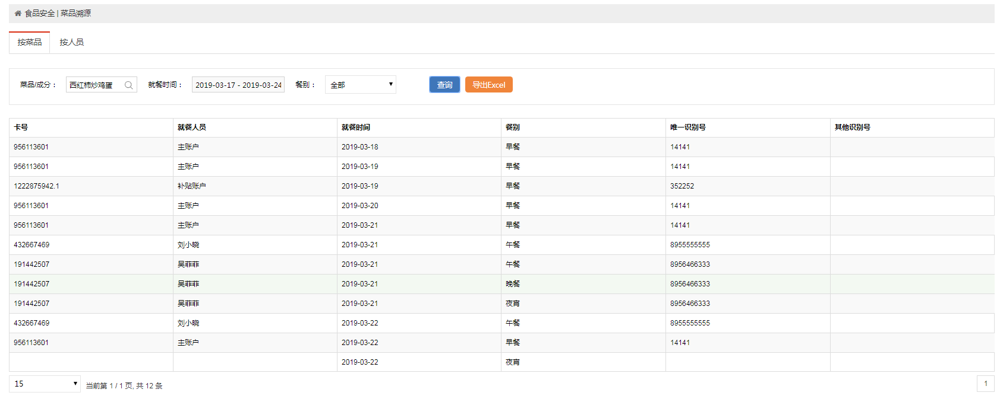 食品安全 | 菜品溯源
按菜品 按人员
菜品/成分： 西红柿炒鸡蛋 就餐时间： 2019-03-17 - 2019-03-24 餐别： 全部 查询 导出Excel
卡号 就餐人员 就餐时间 餐别 唯一识别号 其他识别号
956113601 主账户 2019-03-18 早餐 14141
956113601 主账户 2019-03-19 早餐 14141
1222875942.1 补贴账户 2019-03-19 早餐 352252
956113601 主账户 2019-03-20 早餐 14141
956113601 主账户 2019-03-21 早餐 14141
432667469 刘小晓 2019-03-21 午餐 8955555555
191442507 吴菲菲 2019-03-21 午餐 8956466333
191442507 吴菲菲 2019-03-21 晚餐 8956466333
191442507 吴菲菲 2019-03-21 夜宵 8956466333
432667469 刘小晓 2019-03-22 午餐 8955555555
956113601 主账户 2019-03-22 早餐 14141
2019-03-22 夜宵
15 当前第 1 / 1 页, 共 12 条 1